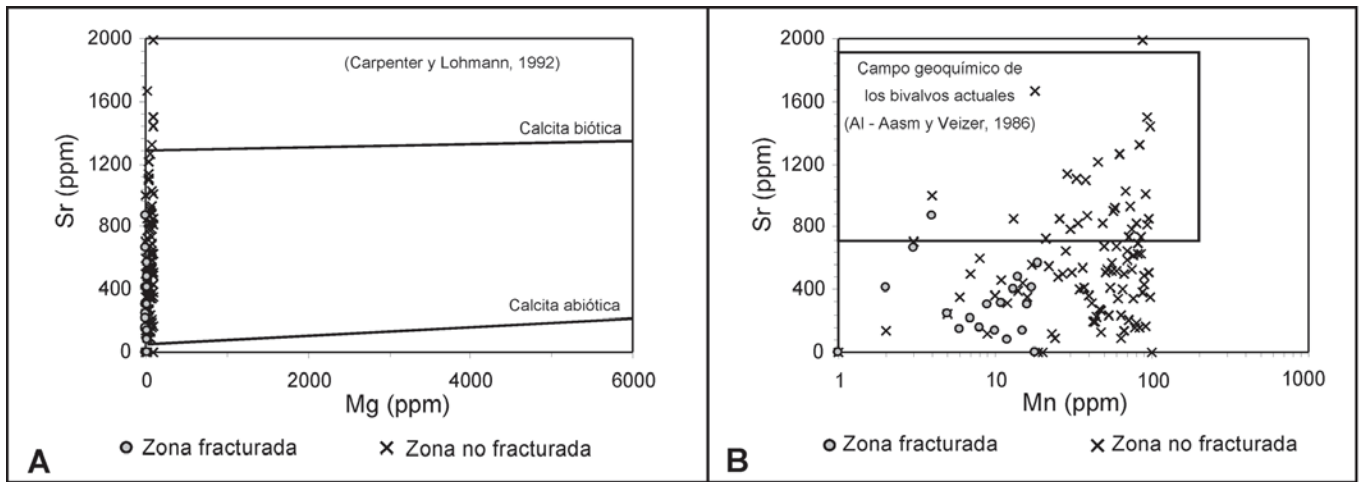 2000
1600
1200
800
400
0
Sr (ppm)
(Carpenter y Lohmann, 1992)
Calcita biótica
Calcita abiótica
0 2000 4000 6000
Mg (ppm)
Zona fracturada Zona no fracturada
A
2000
1600
1200
800
400
0
Sr (ppm)
Campo geoquímico de
los bivalvos actuales
(Al - Aasm y Veizer, 1986)
1 10 100 1000
Mn (ppm)
Zona fracturada Zona no fracturada
B